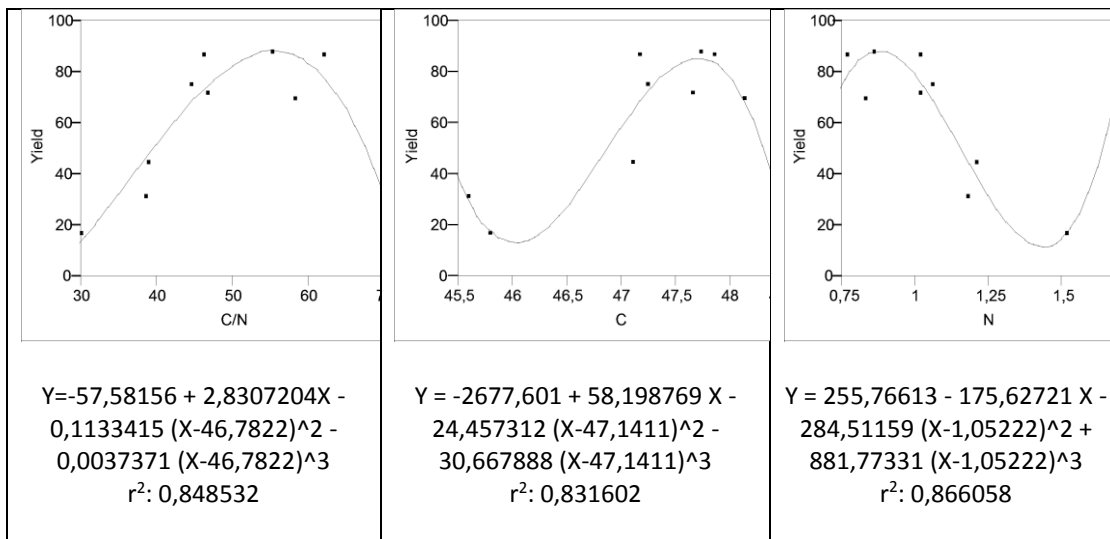 100
80
60
40
20
0
Yield
30 40 50 60
C/N
100
80
60
40
20
0
Yield
45,5 46 46,5 47 47,5 48
C
100
80
60
40
20
0
Yield
0,75 1 1,25 1,5
N
Y=-57,58156 + 2,8307204X -
0,1133415 (X-46,7822)^2 -
0,0037371 (X-46,7822)^3
r²: 0,848532
Y = -2677,601 + 58,198769 X -
24,457312 (X-47,1411)^2 -
30,667888 (X-47,1411)^3
r²: 0,831602
Y = 255,76613 - 175,62721 X -
284,51159 (X-1,05222)^2 +
881,77331 (X-1,05222)^3
r²: 0,866058